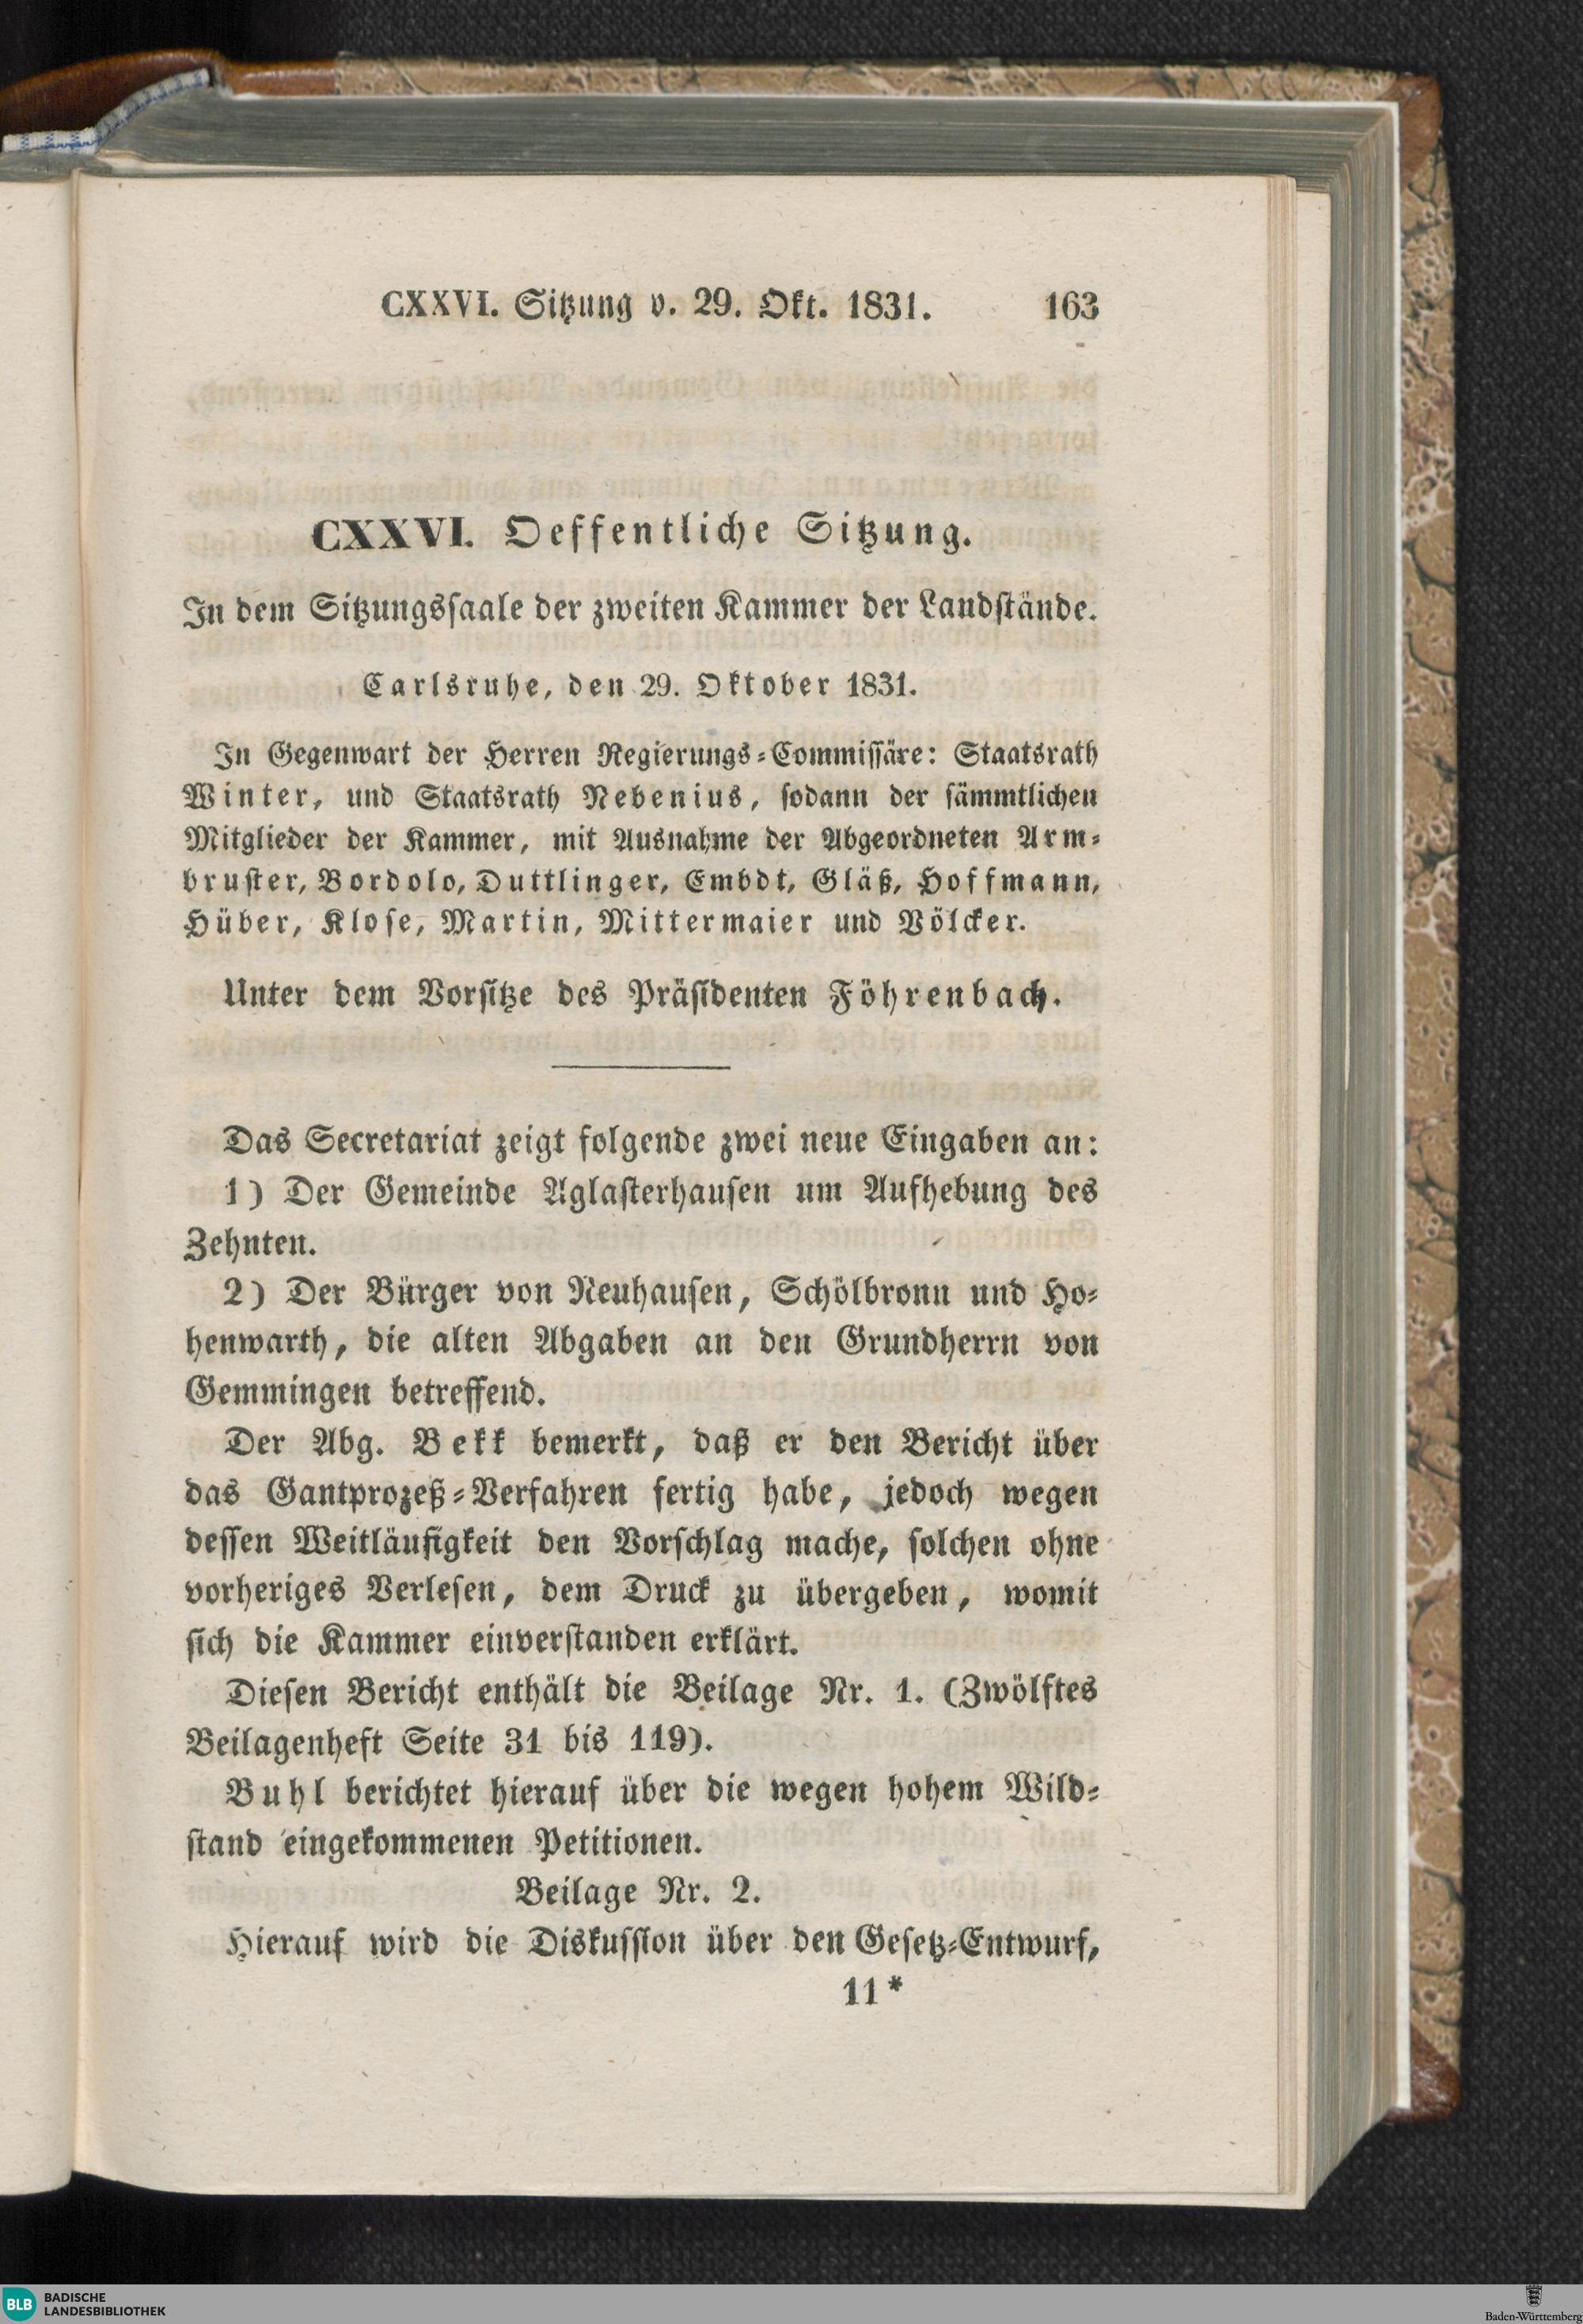 CXXVI. Sitzung v. 29. Okt. 1831. 163
CXXVI. Oeffentliche Sitzung.
In dem Sitzungssaale der zweiten Kammer der Landstände.
Carlsruhe, den 29. Oktober 1831.
In Gegenwart der Herren Regierungs-Commissäre: Staatsrath
Winter, und Staatsrath Nebenius, sodann der sämmtlichen
Mitglieder der Kammer, mit Ausnahme der Abgeordneten Arm-
bruster, Bordolo, Duttlinger, Embdt, Gläß, Hoffmann,
Hüber, Klose, Martin, Mittermaier und Völcker.
Unter dem Vorsitze des Präsidenten Föhrenbach.
Das Secretariat zeigt folgende zwei neue Eingaben an:
1) Der Gemeinde Aglasterhausen um Aufhebung des
Zehnten.
2) Der Bürger von Neuhausen, Schölbronn und Ho-
henwarth, die alten Abgaben an den Grundherrn von
Gemmingen betreffend.
Der Abg. Bekk bemerkt, daß er den Bericht über
das Gantprozeß-Verfahren fertig habe, jedoch wegen
dessen Weitläufigkeit den Vorschlag mache, solchen ohne
vorheriges Verlesen, dem Druck zu übergeben, womit
sich die Kammer einverstanden erklärt.
Diesen Bericht enthält die Beilage Nr. 1. (Zwölftes
Beilagenheft Seite 31 bis 119).
Buhl berichtet hierauf über die wegen hohem Wild-
stand eingekommenen Petitionen.
Beilage Nr. 2.
Hierauf wird die Diskussion über den Gesetz-Entwurf,
11*
BLB BADISCHE
LANDESBIBLIOTHEK
Baden-Württemberg